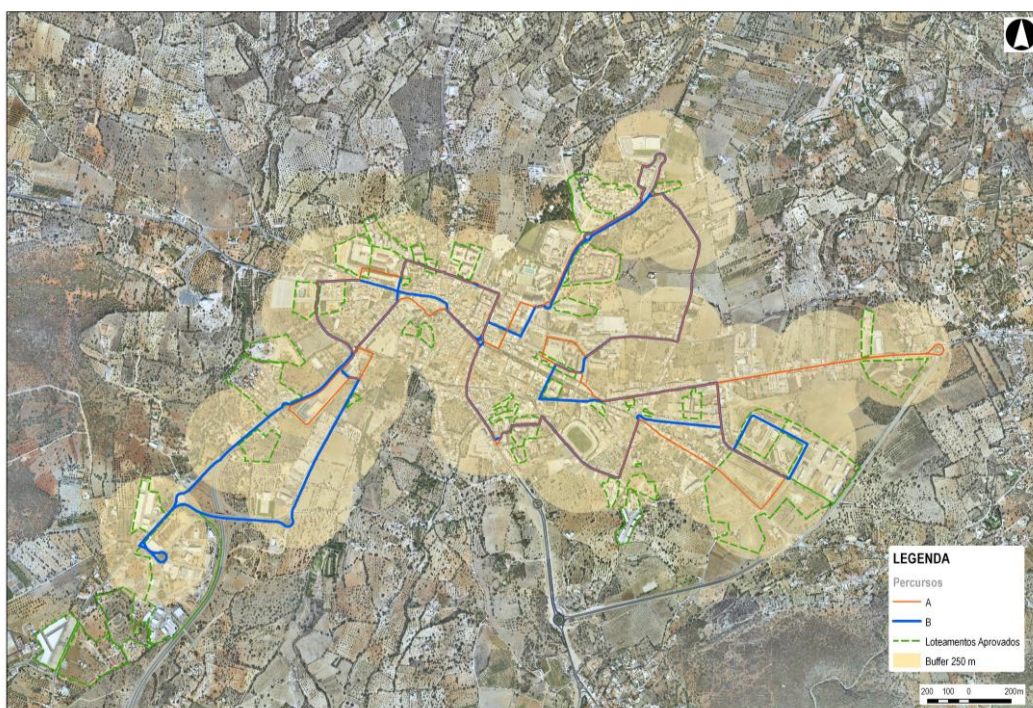 LEGENDA
Percursos
A
B
Loteamentos Aprovados
Buffer 250 m
200 100 0 200m